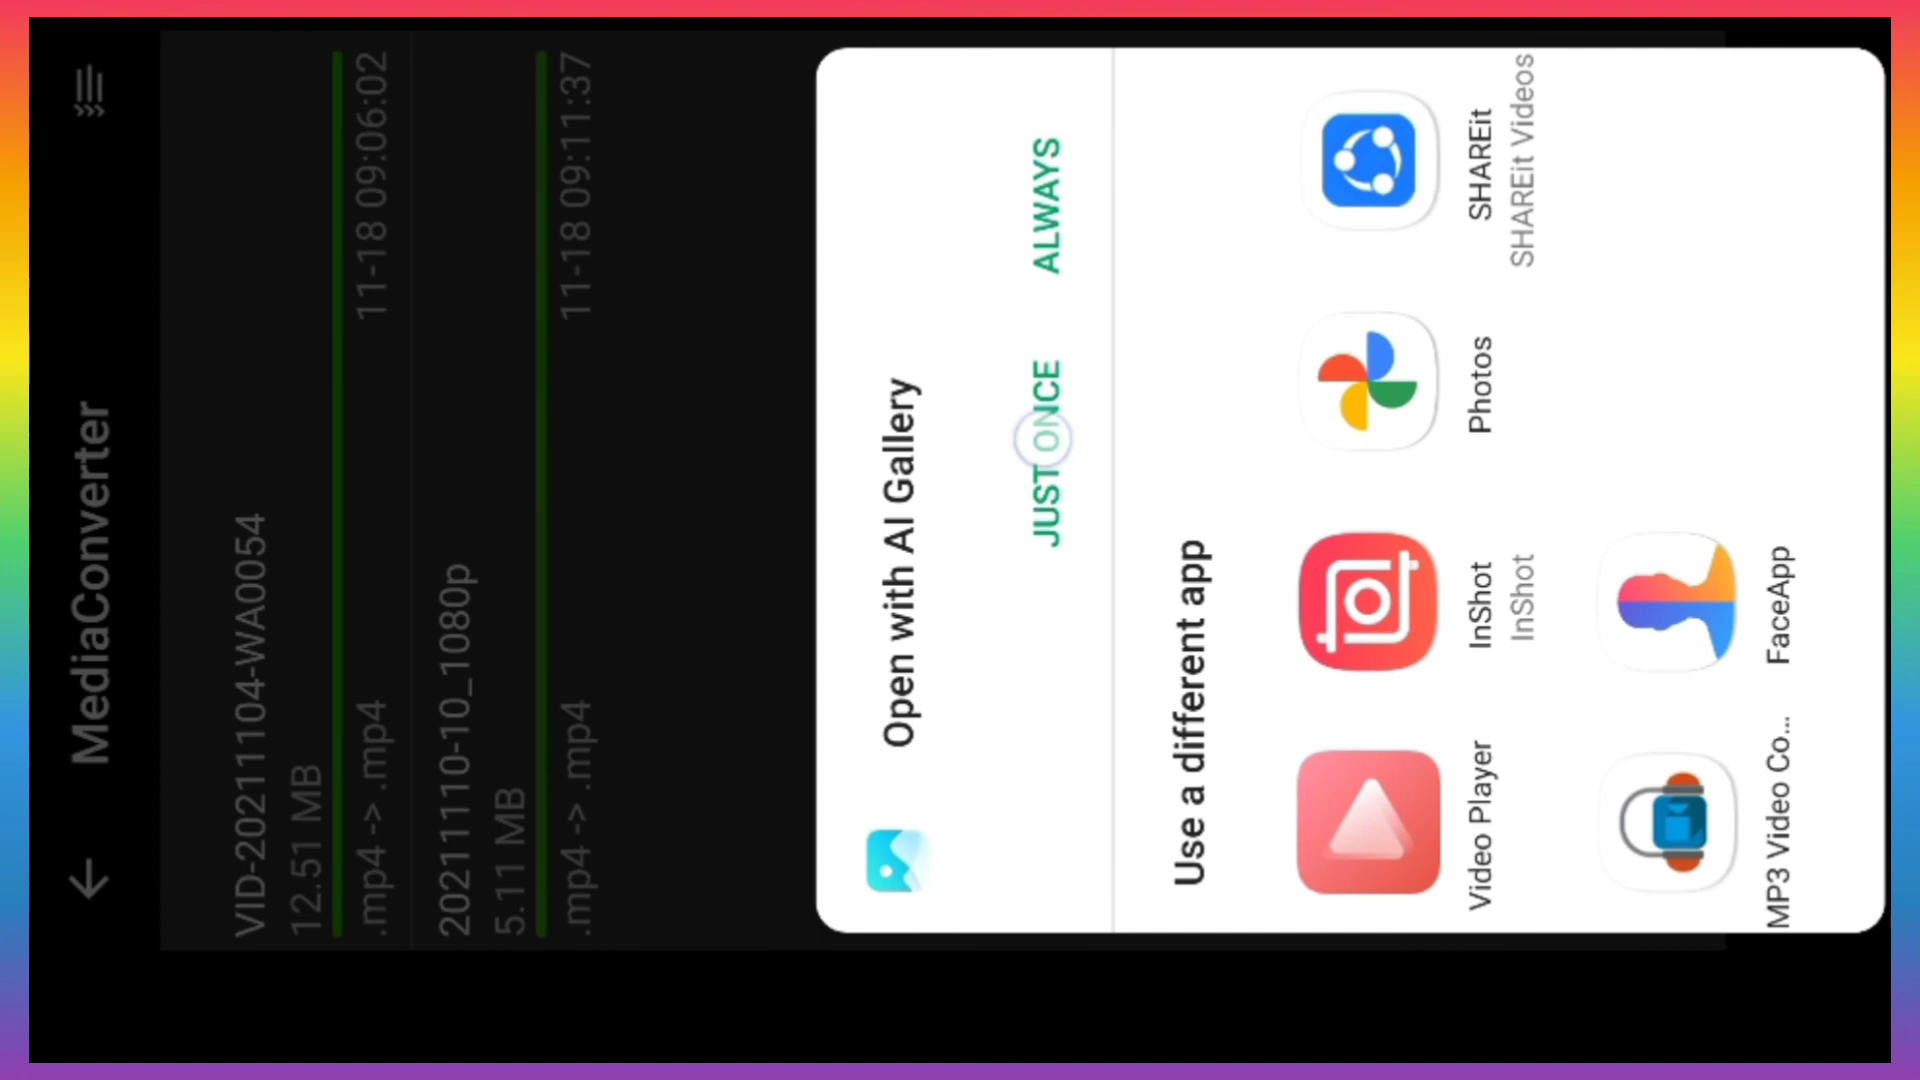 MediaConverter
VID-20211104-WA0054
12.51 MB
.mp4 -> .mp4 11-18 09:06:02
20211110-10_1080p
5.11 MB
.mp4 -> .mp4 11-18 09:11:37
Open with AI Gallery
JUST ONCE ALWAYS
Use a different app
Video Player InShot Photos SHAREit
InShot SHAREit Videos
MP3 Video Co... FaceApp